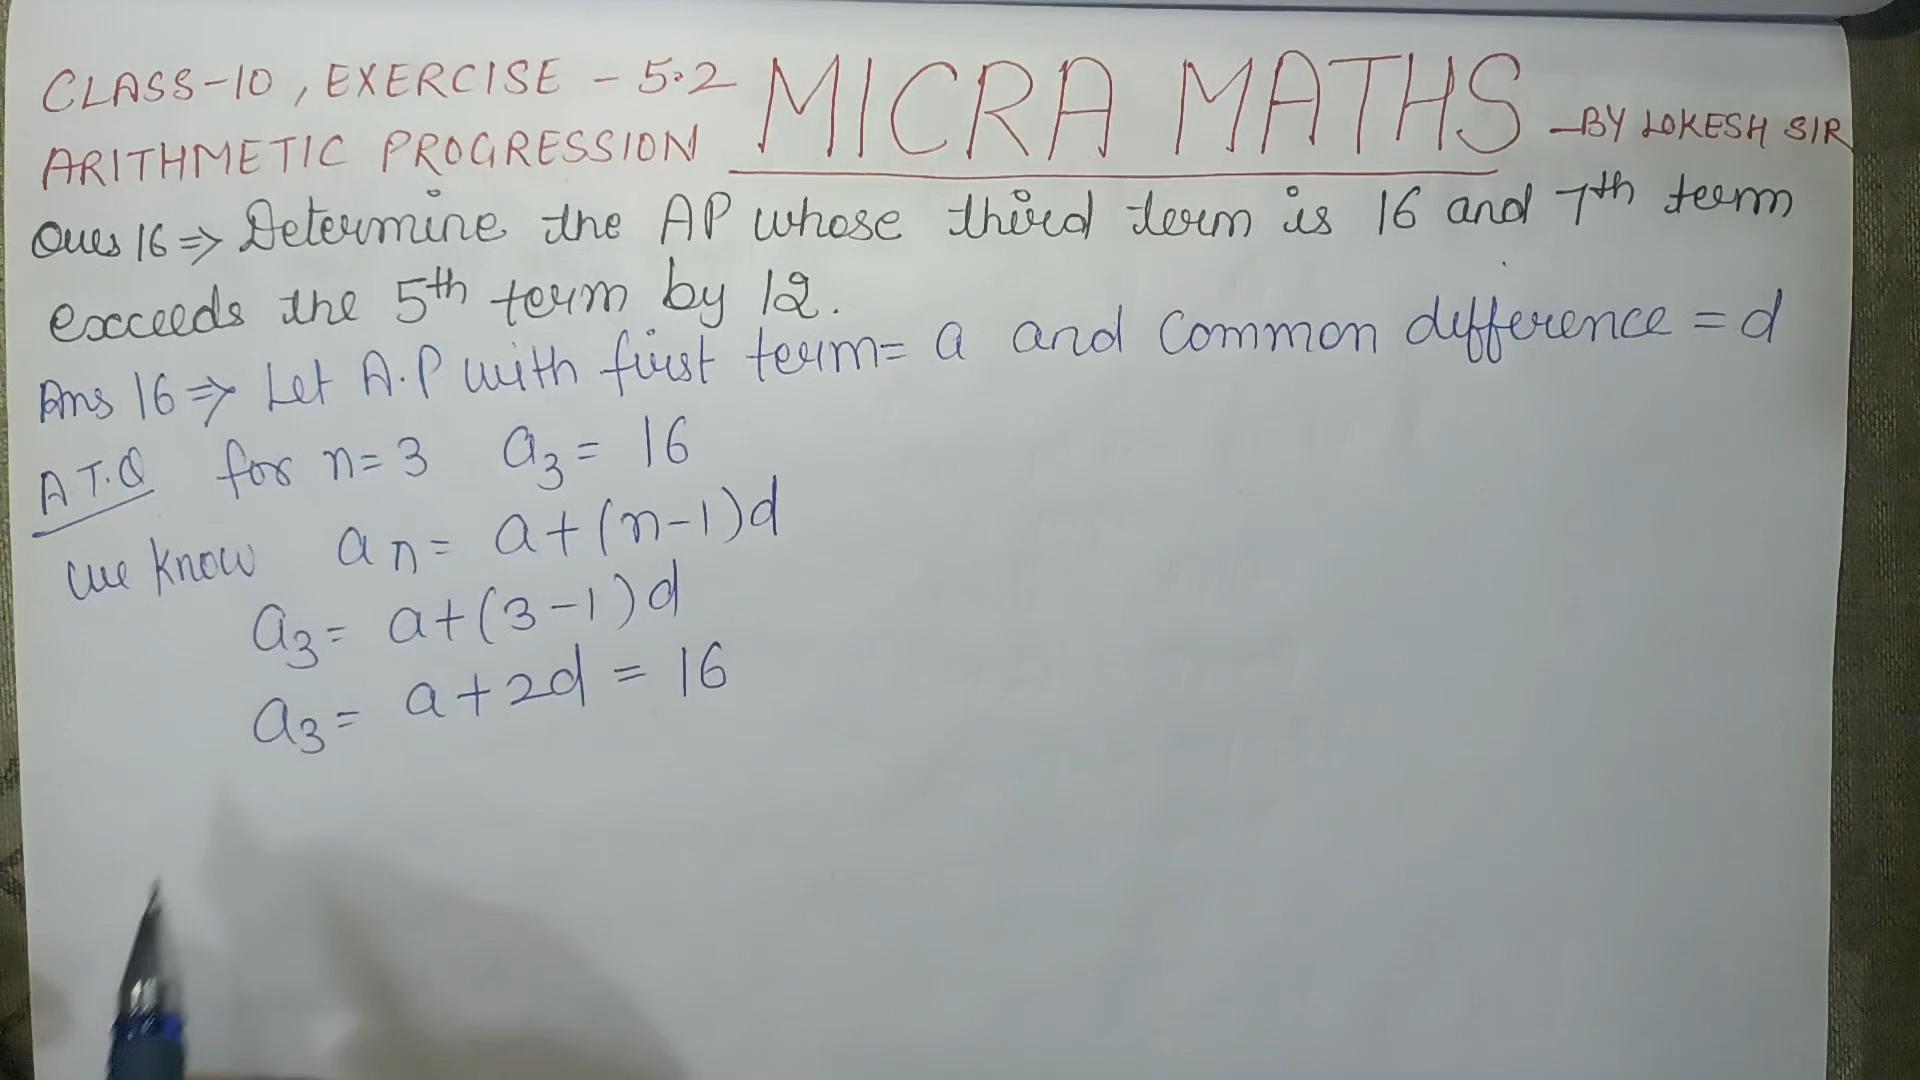 CLASS-10, EXERCISE - 5.2
ARITHMETIC PROGRESSION
MICRA MATHS
-BY LOKESH SIR
Ques 16 ⇒ Determine the AP whose third term is 16 and 7th term
exceeds the 5th term by 12.
Ans 16 ⇒ Let A.P with first term = a and Common difference = d
A.T.Q for n=3 a₃ = 16
we know aₙ = a+(n-1)d
a₃ = a+(3-1)d
a₃ = a+2d = 16